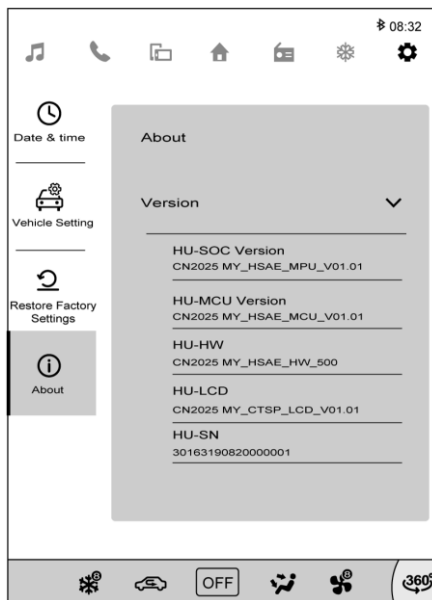 08:32
Date & time
Vehicle Setting
Restore Factory
Settings
About
About
Version
HU-SOC Version
CN2025 MY_HSAE_MPU_V01.01
HU-MCU Version
CN2025 MY_HSAE_MCU_V01.01
HU-HW
CN2025 MY_HSAE_HW_500
HU-LCD
CN2025 MY_CTSP_LCD_V01.01
HU-SN
30163190820000001
OFF
360°